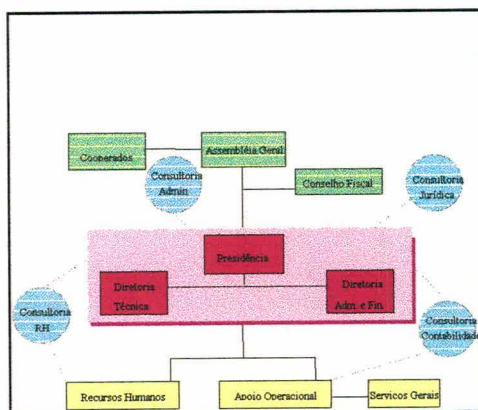 Assembléia Geral
Cooperados
Consultoria
Admin
Conselho Fiscal
Consultoria
Jurídica
Presidência
Diretoria
Técnica
Diretoria
Adm. e Fin.
Consultoria
RH
Consultoria
Contabilidade
Recursos Humanos
Apoio Operacional
Serviços Gerais